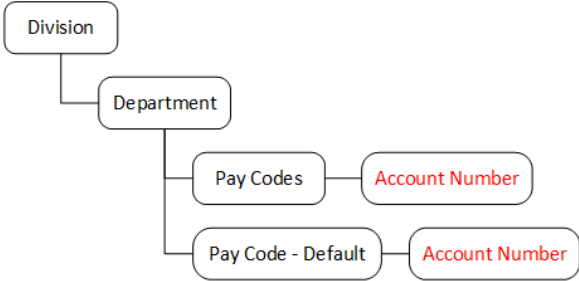 Division
Department
Pay Codes
Account Number
Pay Code - Default
Account Number